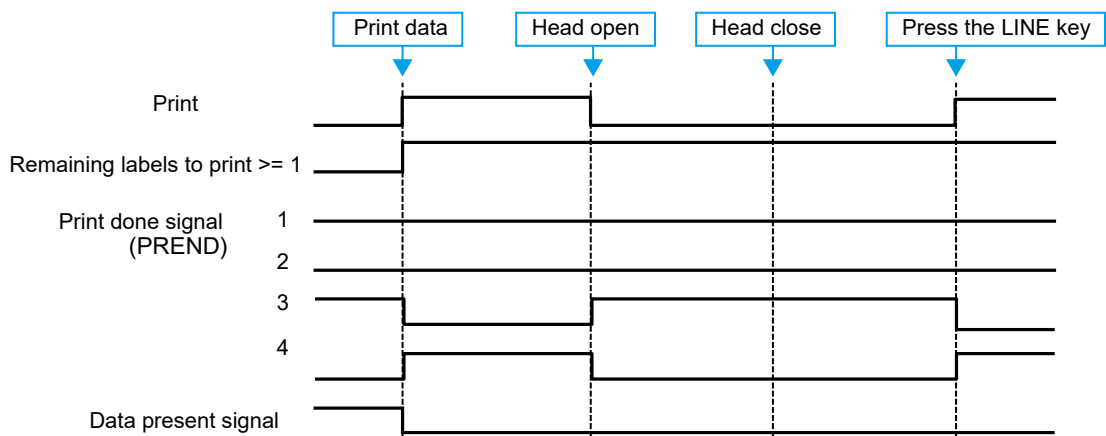 Print data
Head open
Head close
Press the LINE key
Print
Remaining labels to print >= 1
Print done signal 1
(PREND)
2
3
4
Data present signal